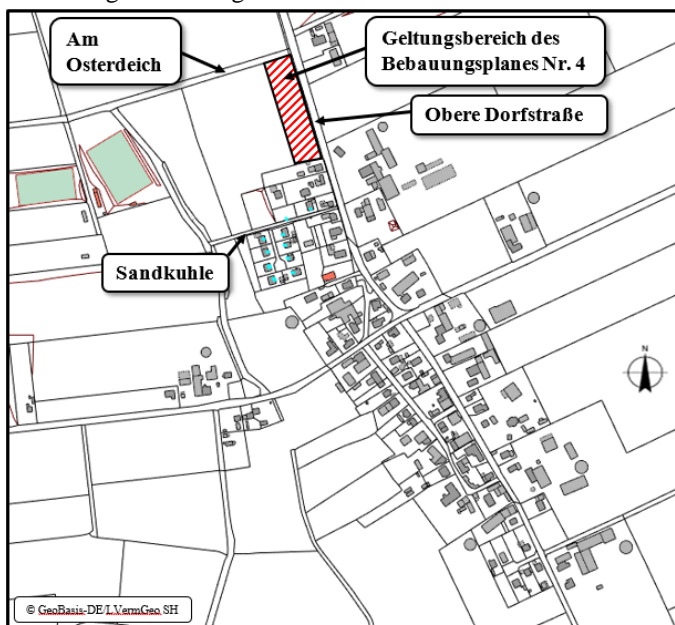 Am
Osterdeich
Geltungsbereich des
Bebauungsplanes Nr. 4
Obere Dorfstraße
Sandkuhle
N
© GeoBasis-DE/LVermGeo SH